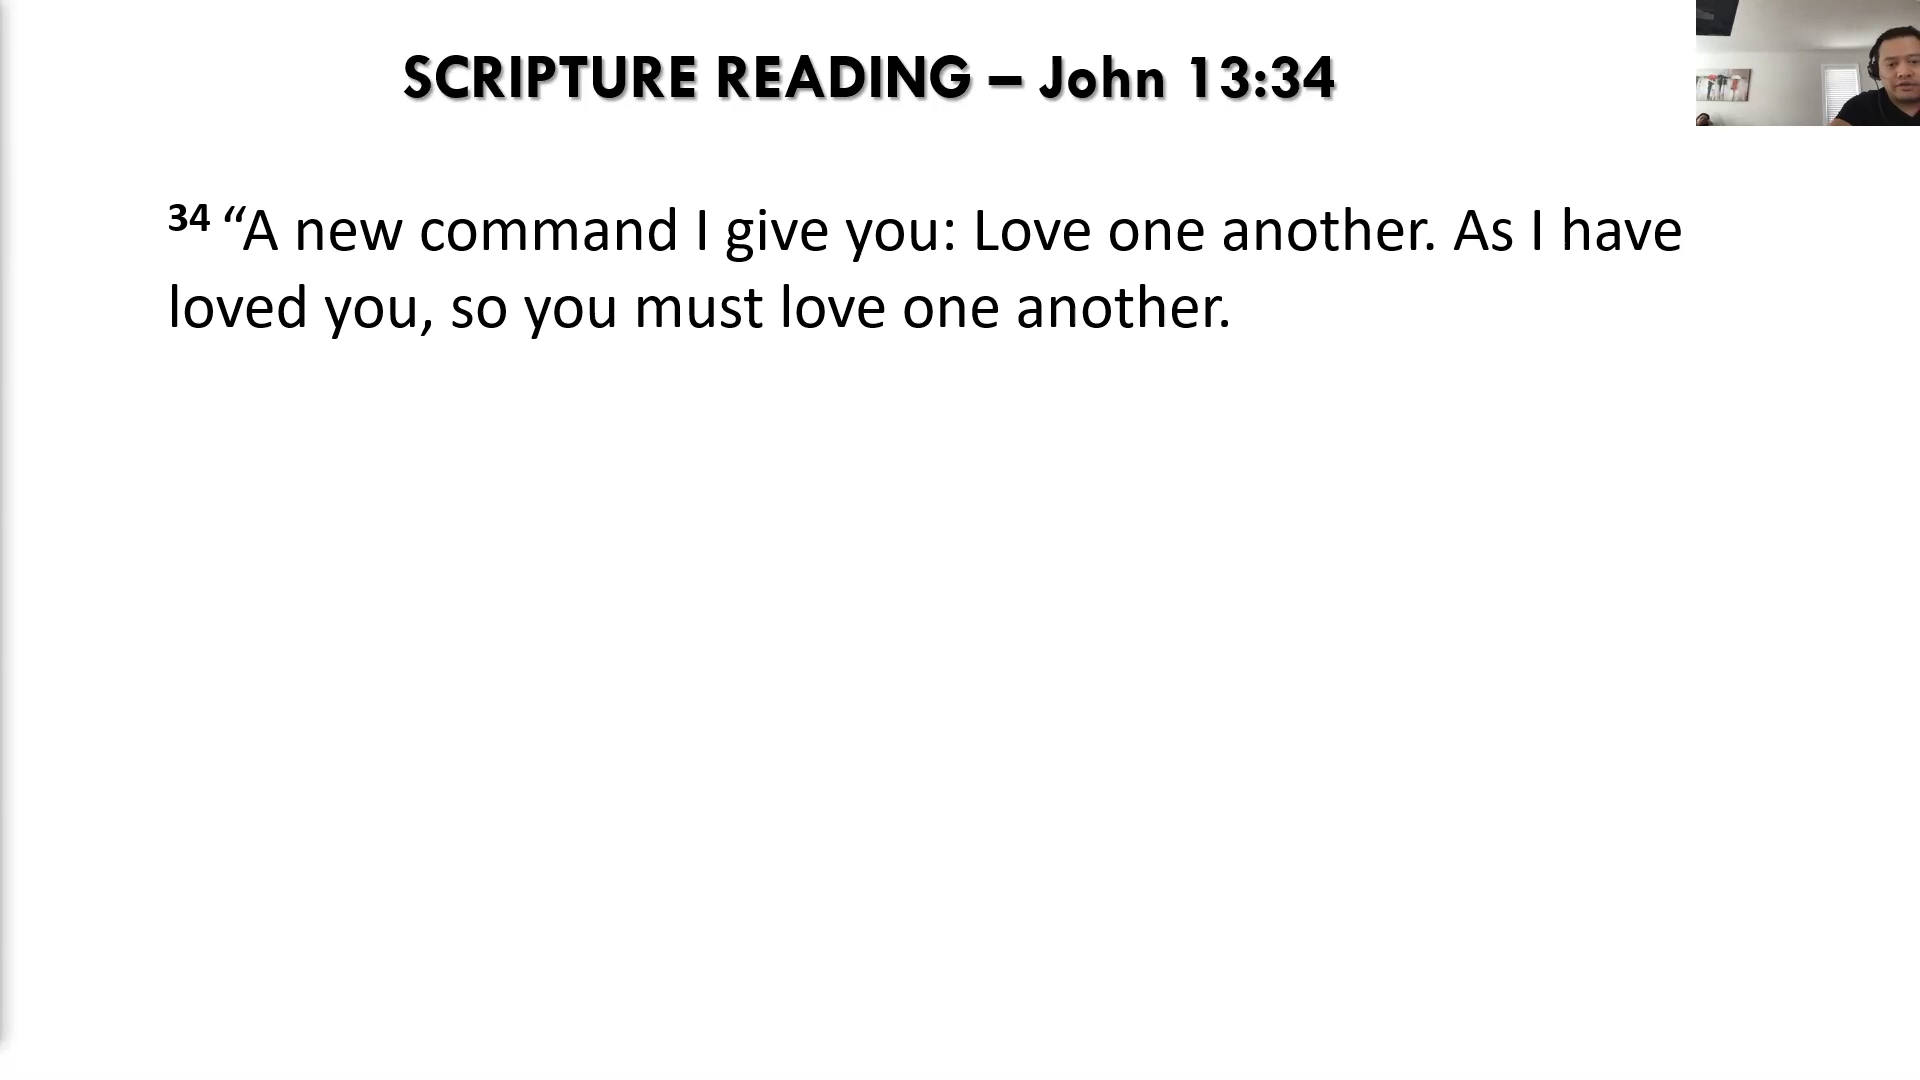 SCRIPTURE READING – John 13:34
34 “A new command I give you: Love one another. As I have
loved you, so you must love one another.